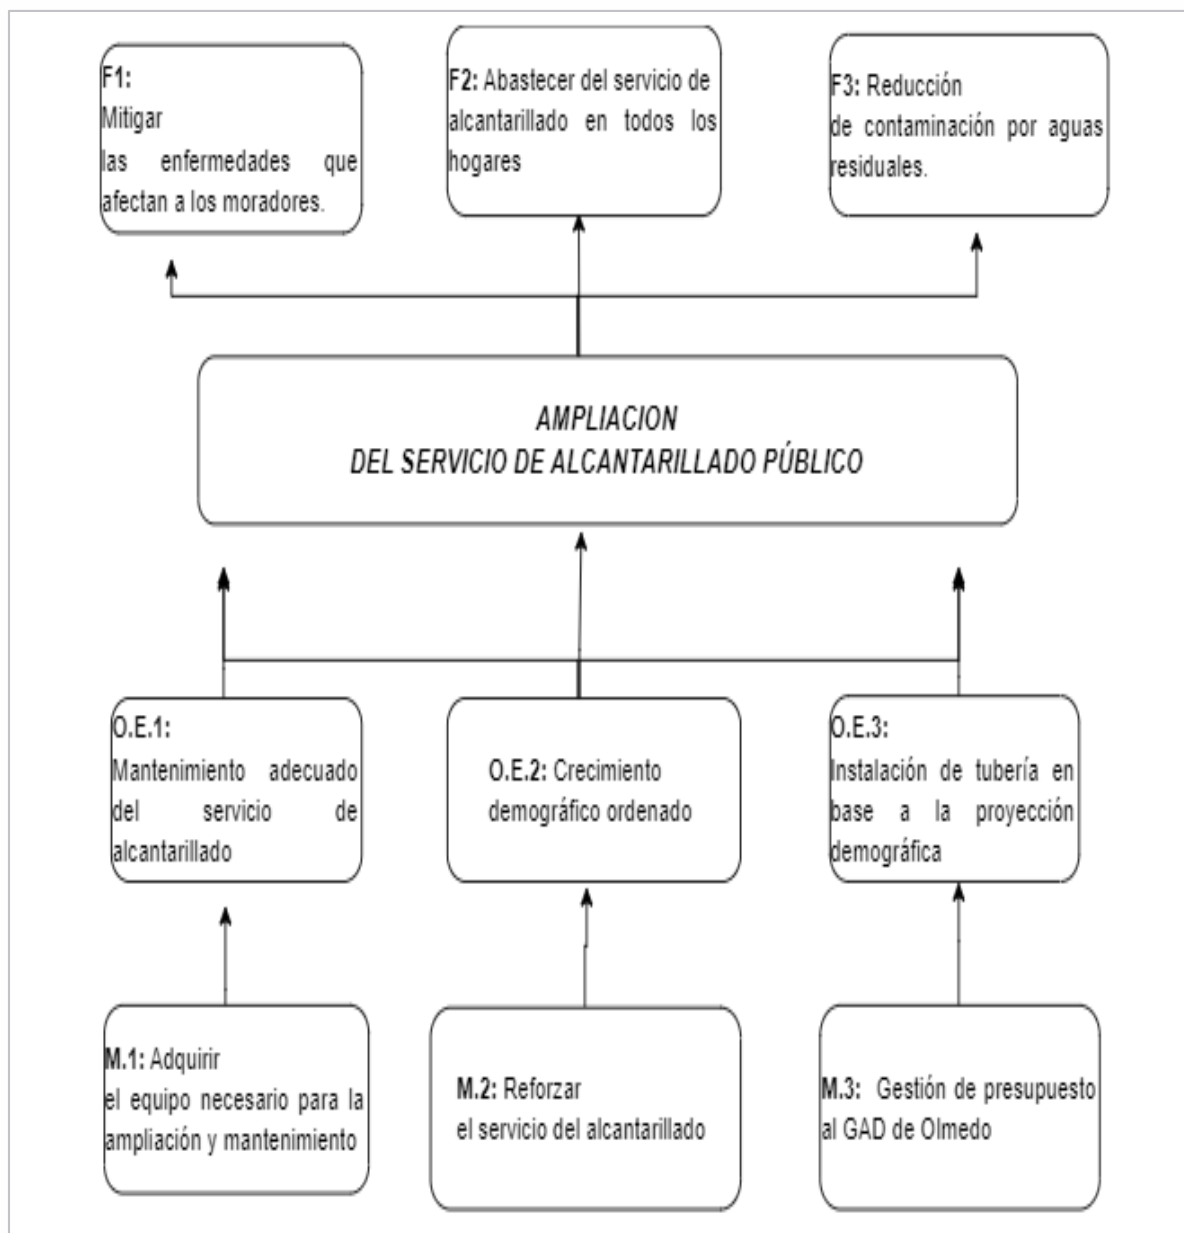 F1:
Mitigar
las enfermedades que
afectan a los moradores.
F2: Abastecer del servicio de
alcantarillado en todos los
hogares
F3: Reducción
de contaminación por aguas
residuales.
AMPLIACION
DEL SERVICIO DE ALCANTARILLADO PÚBLICO
O.E.1:
Mantenimiento adecuado
del servicio de
alcantarillado
O.E.2: Crecimiento
demográfico ordenado
O.E.3:
Instalación de tubería en
base a la proyección
demográfica
M.1: Adquirir
el equipo necesario para la
ampliación y mantenimiento
M.2: Reforzar
el servicio del alcantarillado
M.3: Gestión de presupuesto
al GAD de Olmedo